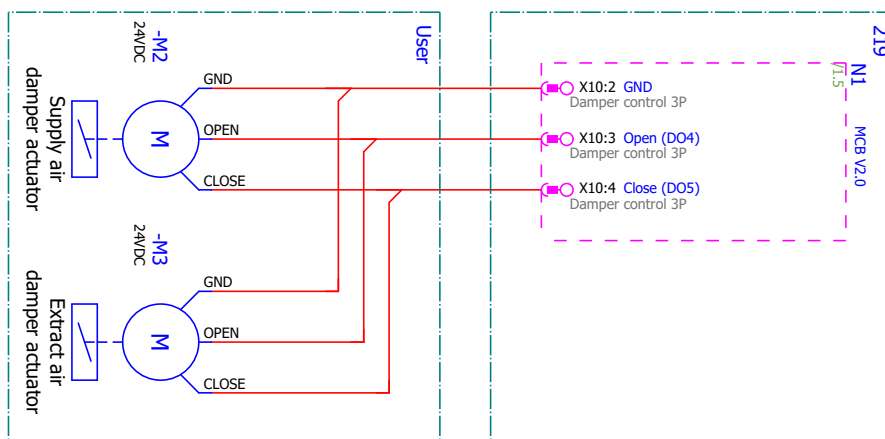 User
-M2
24VDC
GND
OPEN
CLOSE
M
Supply air
damper actuator
-M3
24VDC
GND
OPEN
CLOSE
M
Extract air
damper actuator
N1
/1.5
MCB V2.0
X10:2 GND
Damper control 3P
X10:3 Open (DO4)
Damper control 3P
X10:4 Close (DO5)
Damper control 3P